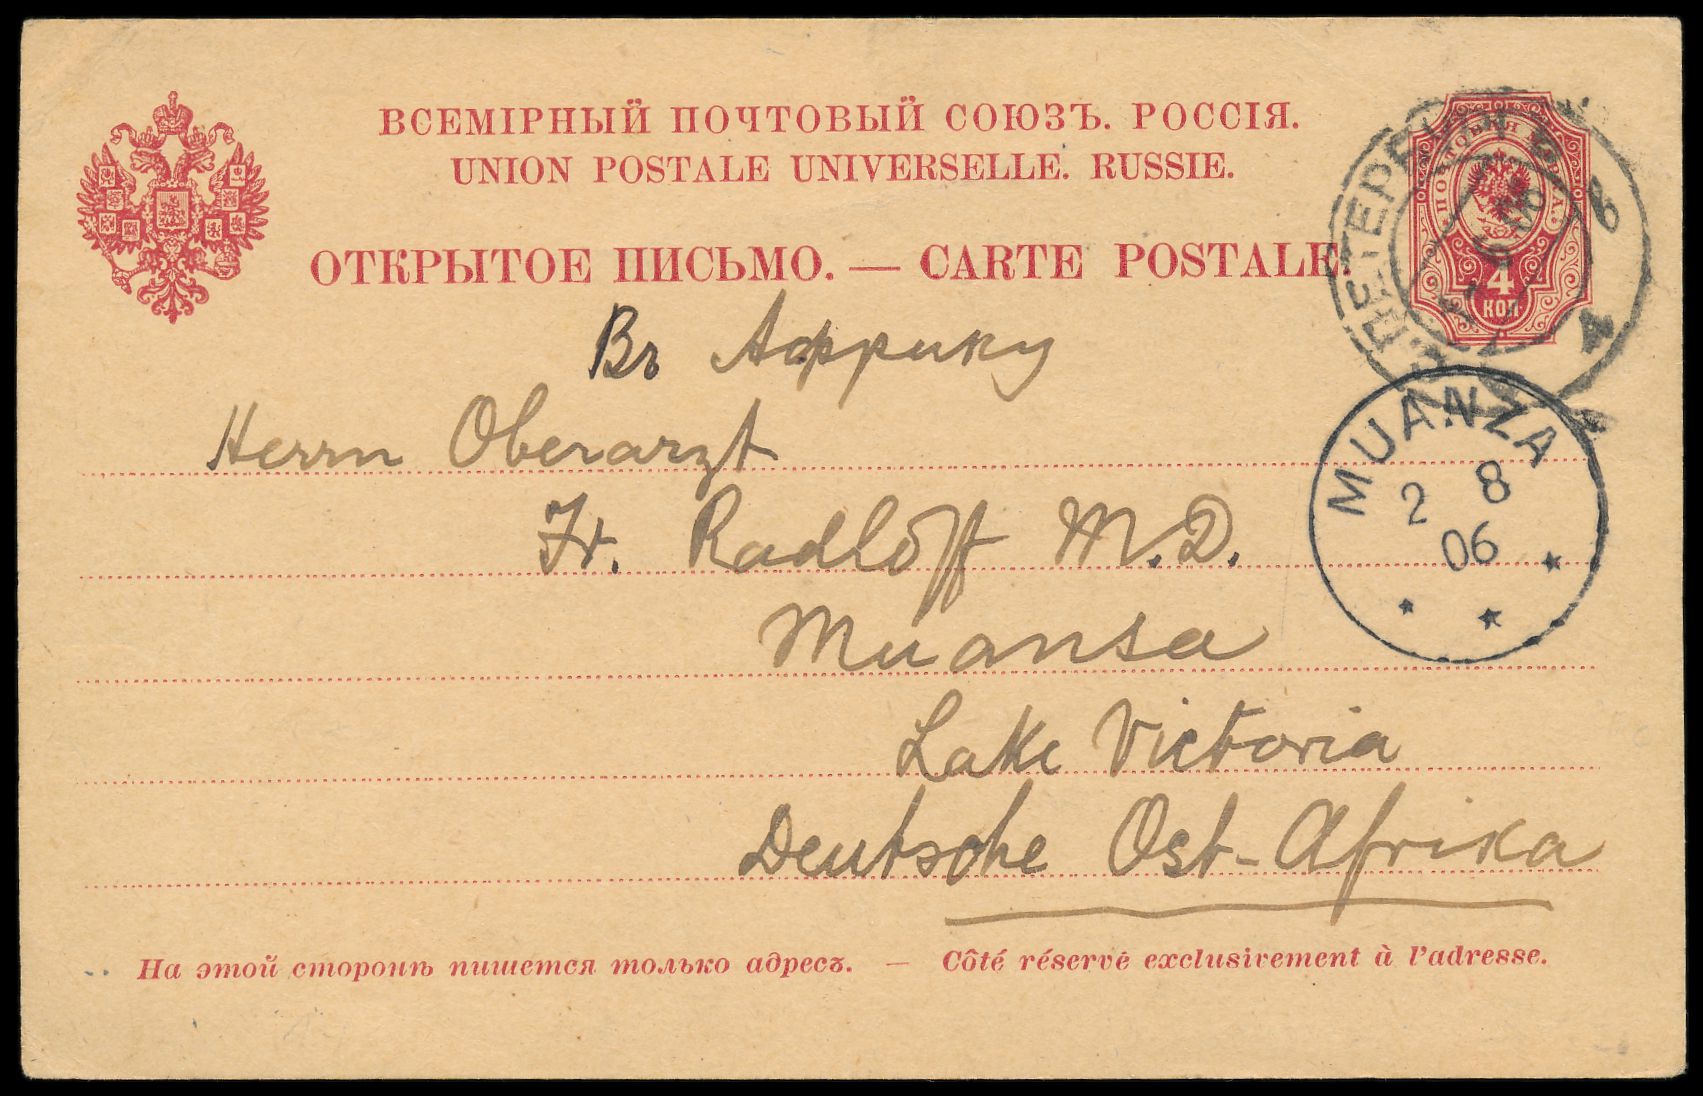 ВСЕМІРНЫЙ ПОЧТОВЫЙ СОЮЗЪ. РОССІЯ.
UNION POSTALE UNIVERSELLE. RUSSIE.
ОТКРЫТОЕ ПИСЬМО. — CARTE POSTALE.
4
КОП
Въ Африку
MUANZA
2 8
06
Herrn Oberarzt
Fr. Radloff M.D.
Muansa
Lake Victoria
Deutsche Ost-Afrika
На этой сторонѣ пишется только адресъ. — Côté réservé exclusivement à l'adresse.